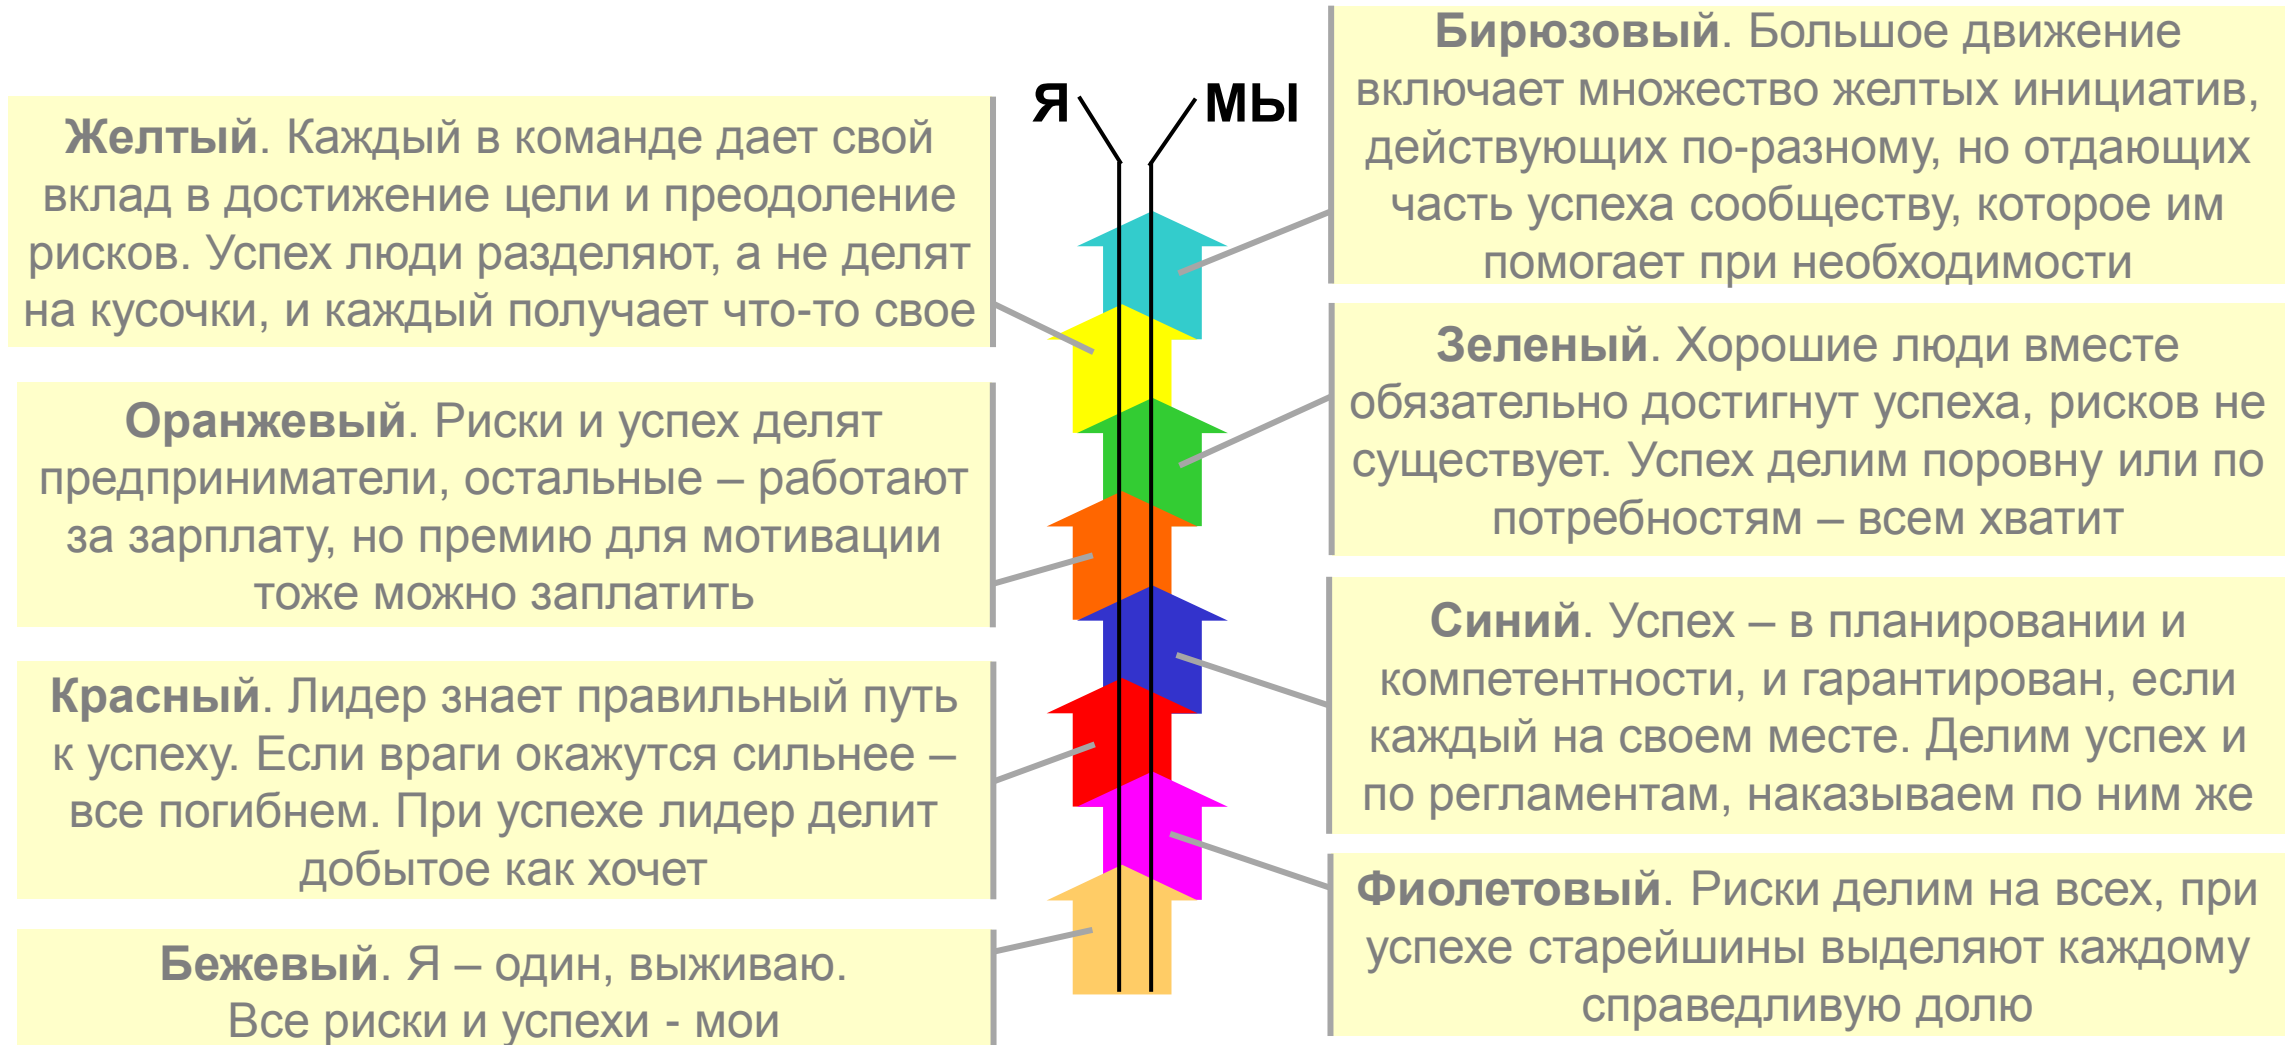 Я
МЫ
Желтый. Каждый в команде дает свой
вклад в достижение цели и преодоление
рисков. Успех люди разделяют, а не делят
на кусочки, и каждый получает что-то свое
Оранжевый. Риски и успех делят
предприниматели, остальные – работают
за зарплату, но премию для мотивации
тоже можно заплатить
Красный. Лидер знает правильный путь
к успеху. Если враги окажутся сильнее –
все погибнем. При успехе лидер делит
добытое как хочет
Бежевый. Я – один, выживаю.
Все риски и успехи - мои
Бирюзовый. Большое движение
включает множество желтых инициатив,
действующих по-разному, но отдающих
часть успеха сообществу, которое им
помогает при необходимости
Зеленый. Хорошие люди вместе
обязательно достигнут успеха, рисков не
существует. Успех делим поровну или по
потребностям – всем хватит
Синий. Успех – в планировании и
компетентности, и гарантирован, если
каждый на своем месте. Делим успех и
по регламентам, наказываем по ним же
Фиолетовый. Риски делим на всех, при
успехе старейшины выделяют каждому
справедливую долю